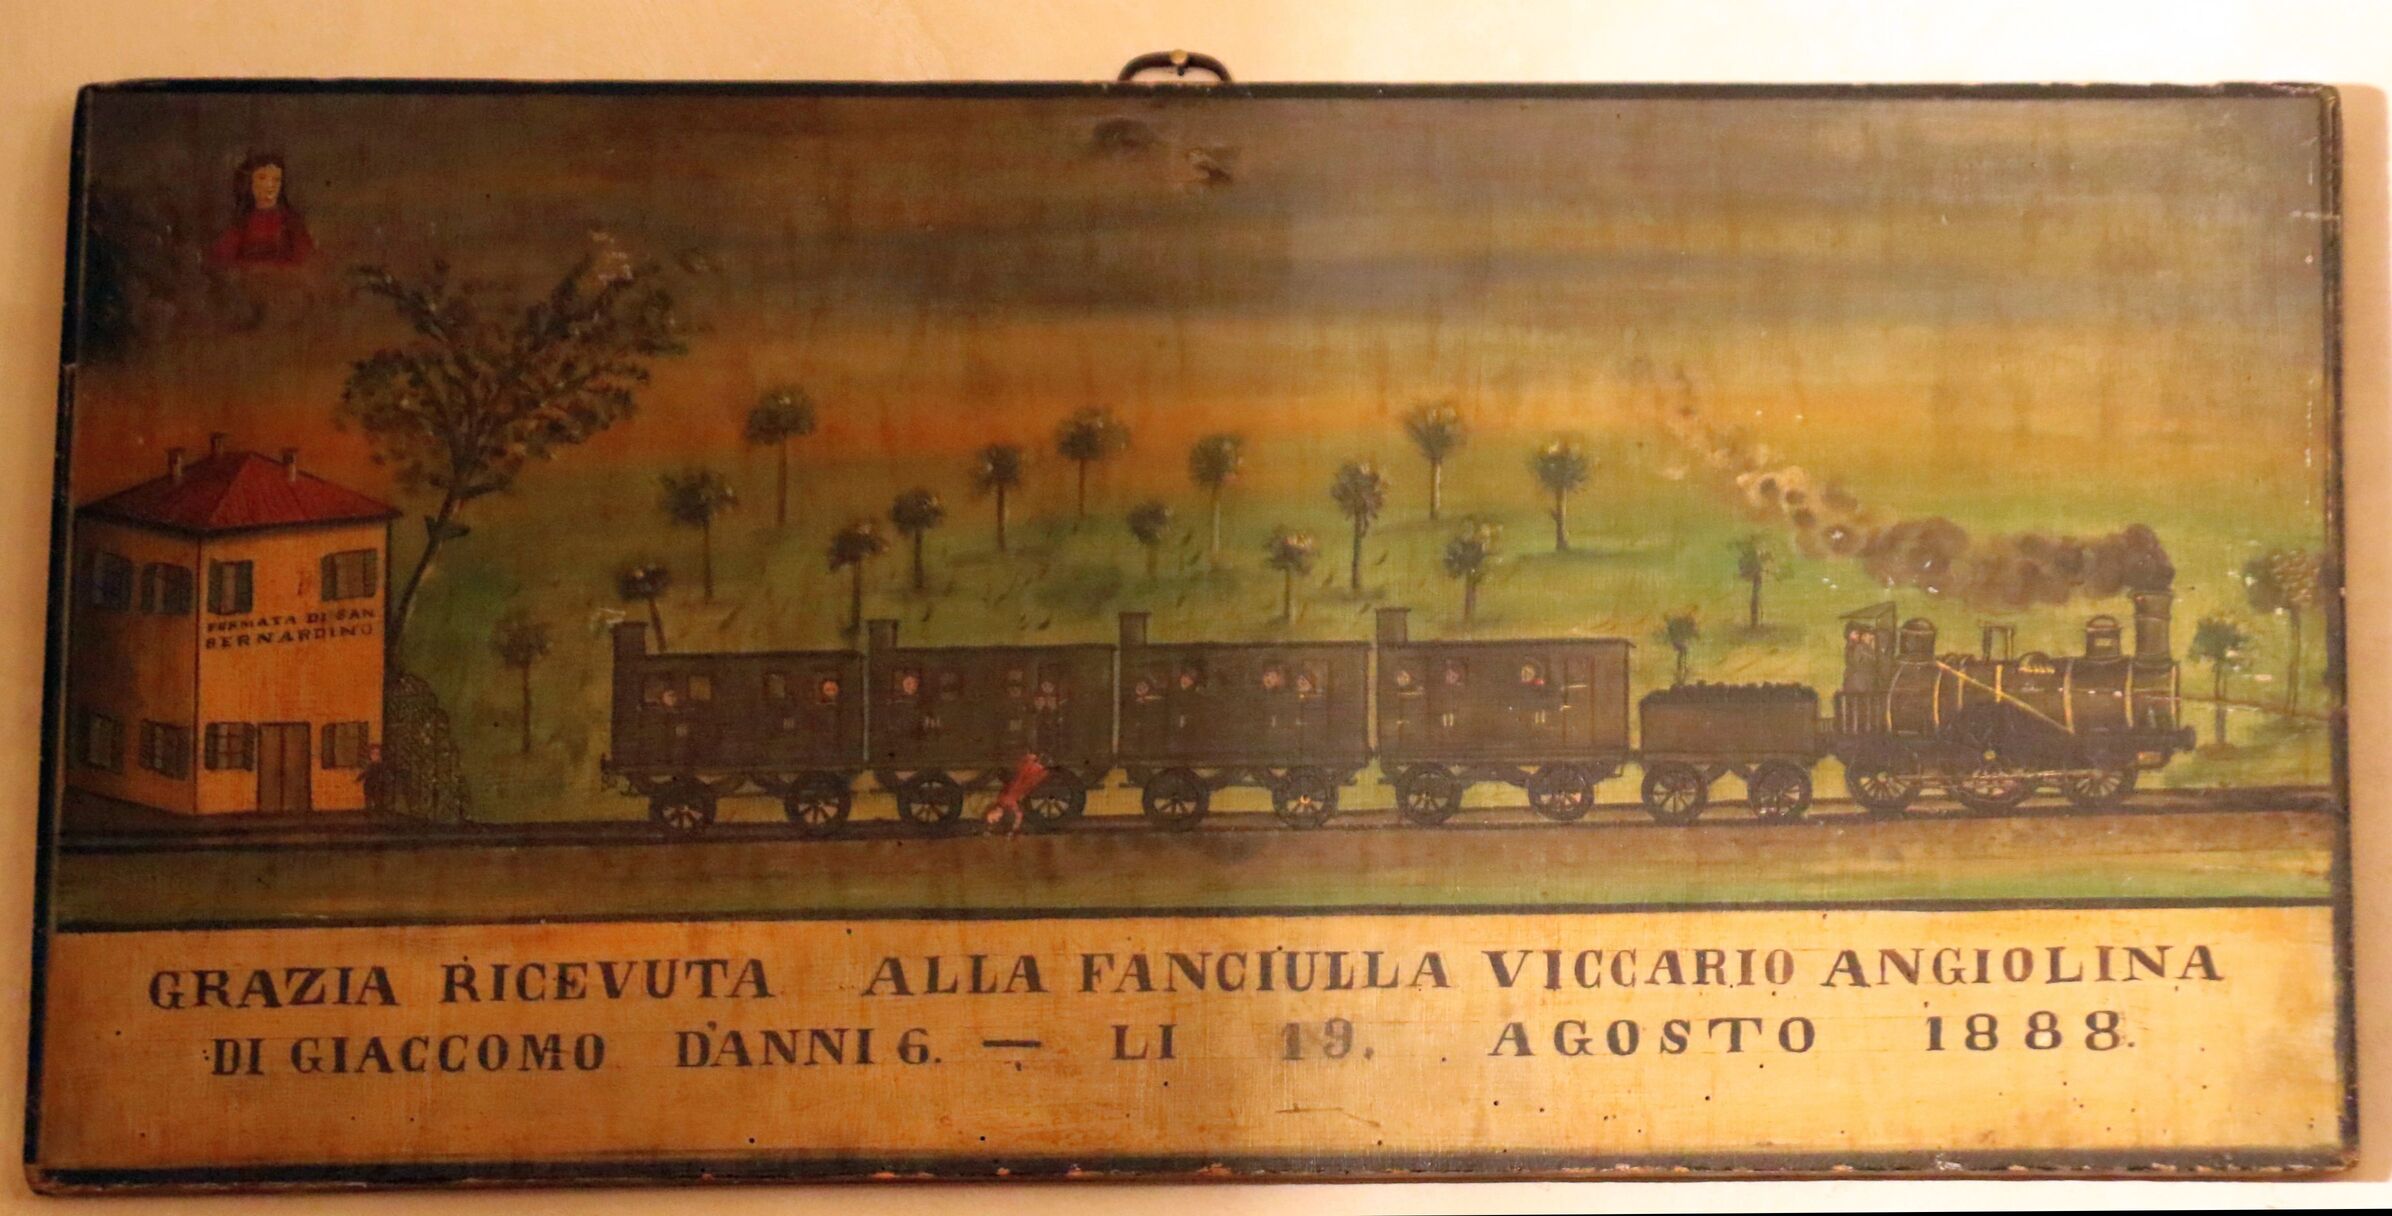 FERMATA DI SAN
BERNARDINO
GRAZIA RICEVUTA ALLA FANCIULLA VICCARIO ANGIOLINA
DI GIACCOMO D'ANNI 6. — LI 19. AGOSTO 1888.